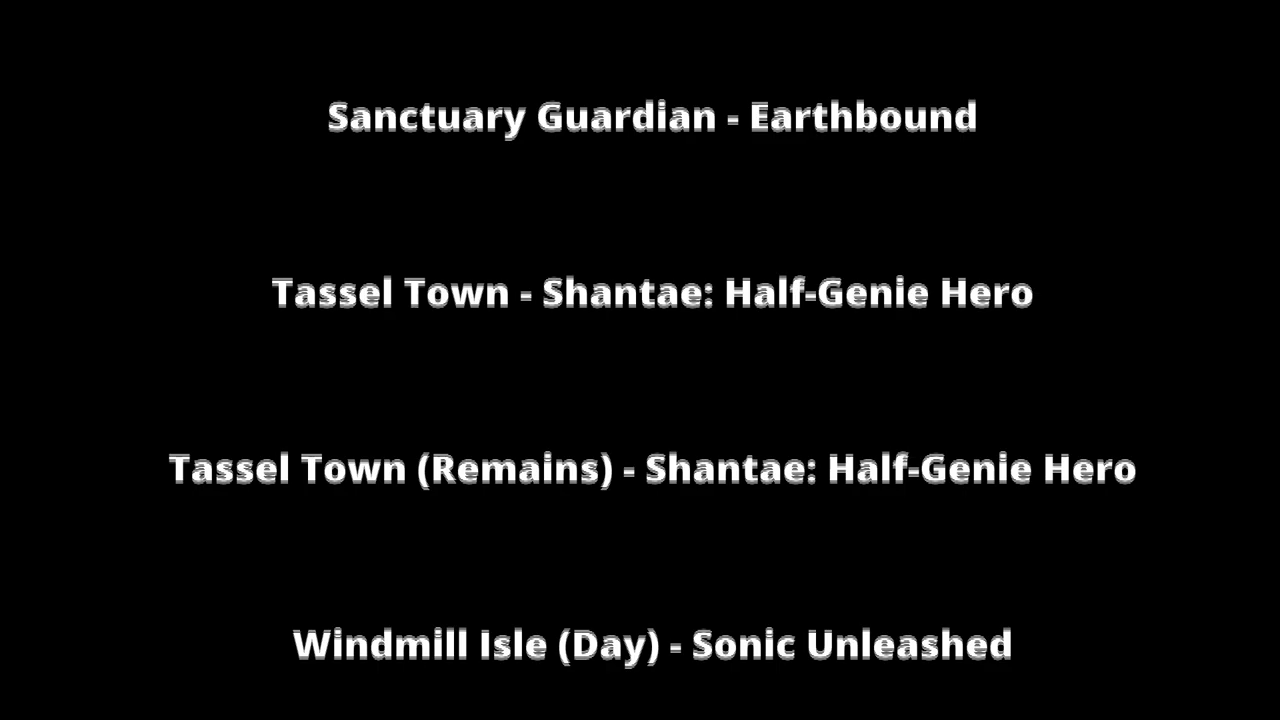 Sanctuary Guardian - Earthbound
Tassel Town - Shantae: Half-Genie Hero
Tassel Town (Remains) - Shantae: Half-Genie Hero
Windmill Isle (Day) - Sonic Unleashed